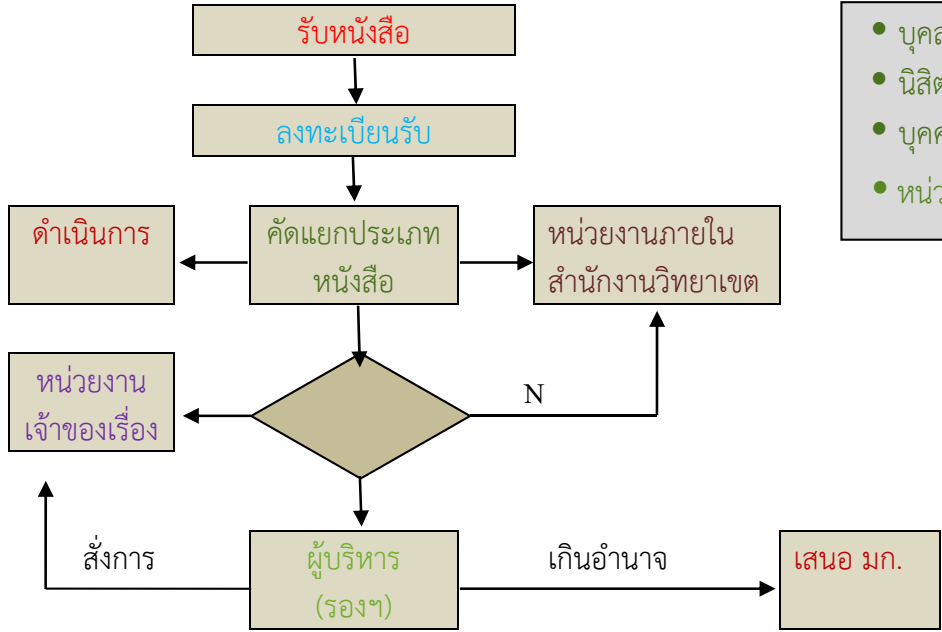 รับหนังสือ
ลงทะเบียนรับ
ดำเนินการ
คัดแยกประเภท
หนังสือ
หน่วยงานภายใน
สำนักงานวิทยาเขต
หน่วยงาน
เจ้าของเรื่อง
N
สั่งการ
ผู้บริหาร
(รองฯ)
เกินอำนาจ
เสนอ มก.